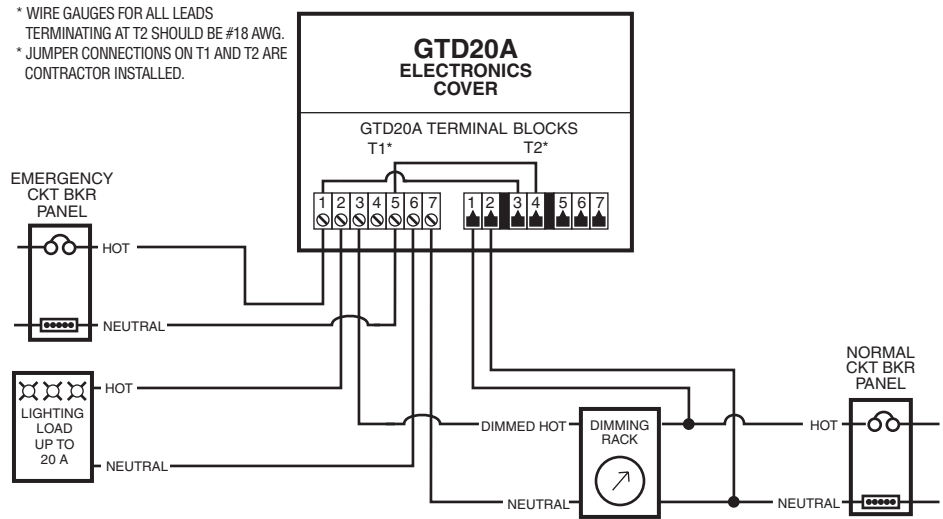 * WIRE GAUGES FOR ALL LEADS
TERMINATING AT T2 SHOULD BE #18 AWG.
* JUMPER CONNECTIONS ON T1 AND T2 ARE
CONTRACTOR INSTALLED.
GTD20A
ELECTRONICS
COVER
GTD20A TERMINAL BLOCKS
T1* T2*
1 2 3 4 5 6 7 1 2 3 4 5 6 7
EMERGENCY
CKT BKR
PANEL
HOT
NEUTRAL
HOT
LIGHTING
LOAD
UP TO
20 A
NEUTRAL
DIMMED HOT
NEUTRAL
DIMMING
RACK
NORMAL
CKT BKR
PANEL
HOT
NEUTRAL